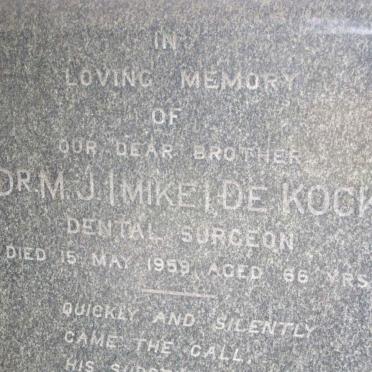 IN
LOVING MEMORY
OF
OUR DEAR BROTHER
DR. M. J. (MIKE) DE KOCK
DENTAL SURGEON
DIED 15 MAY 1959, AGED 66 YRS.
QUICKLY AND SILENTLY
CAME THE CALL,
HIS